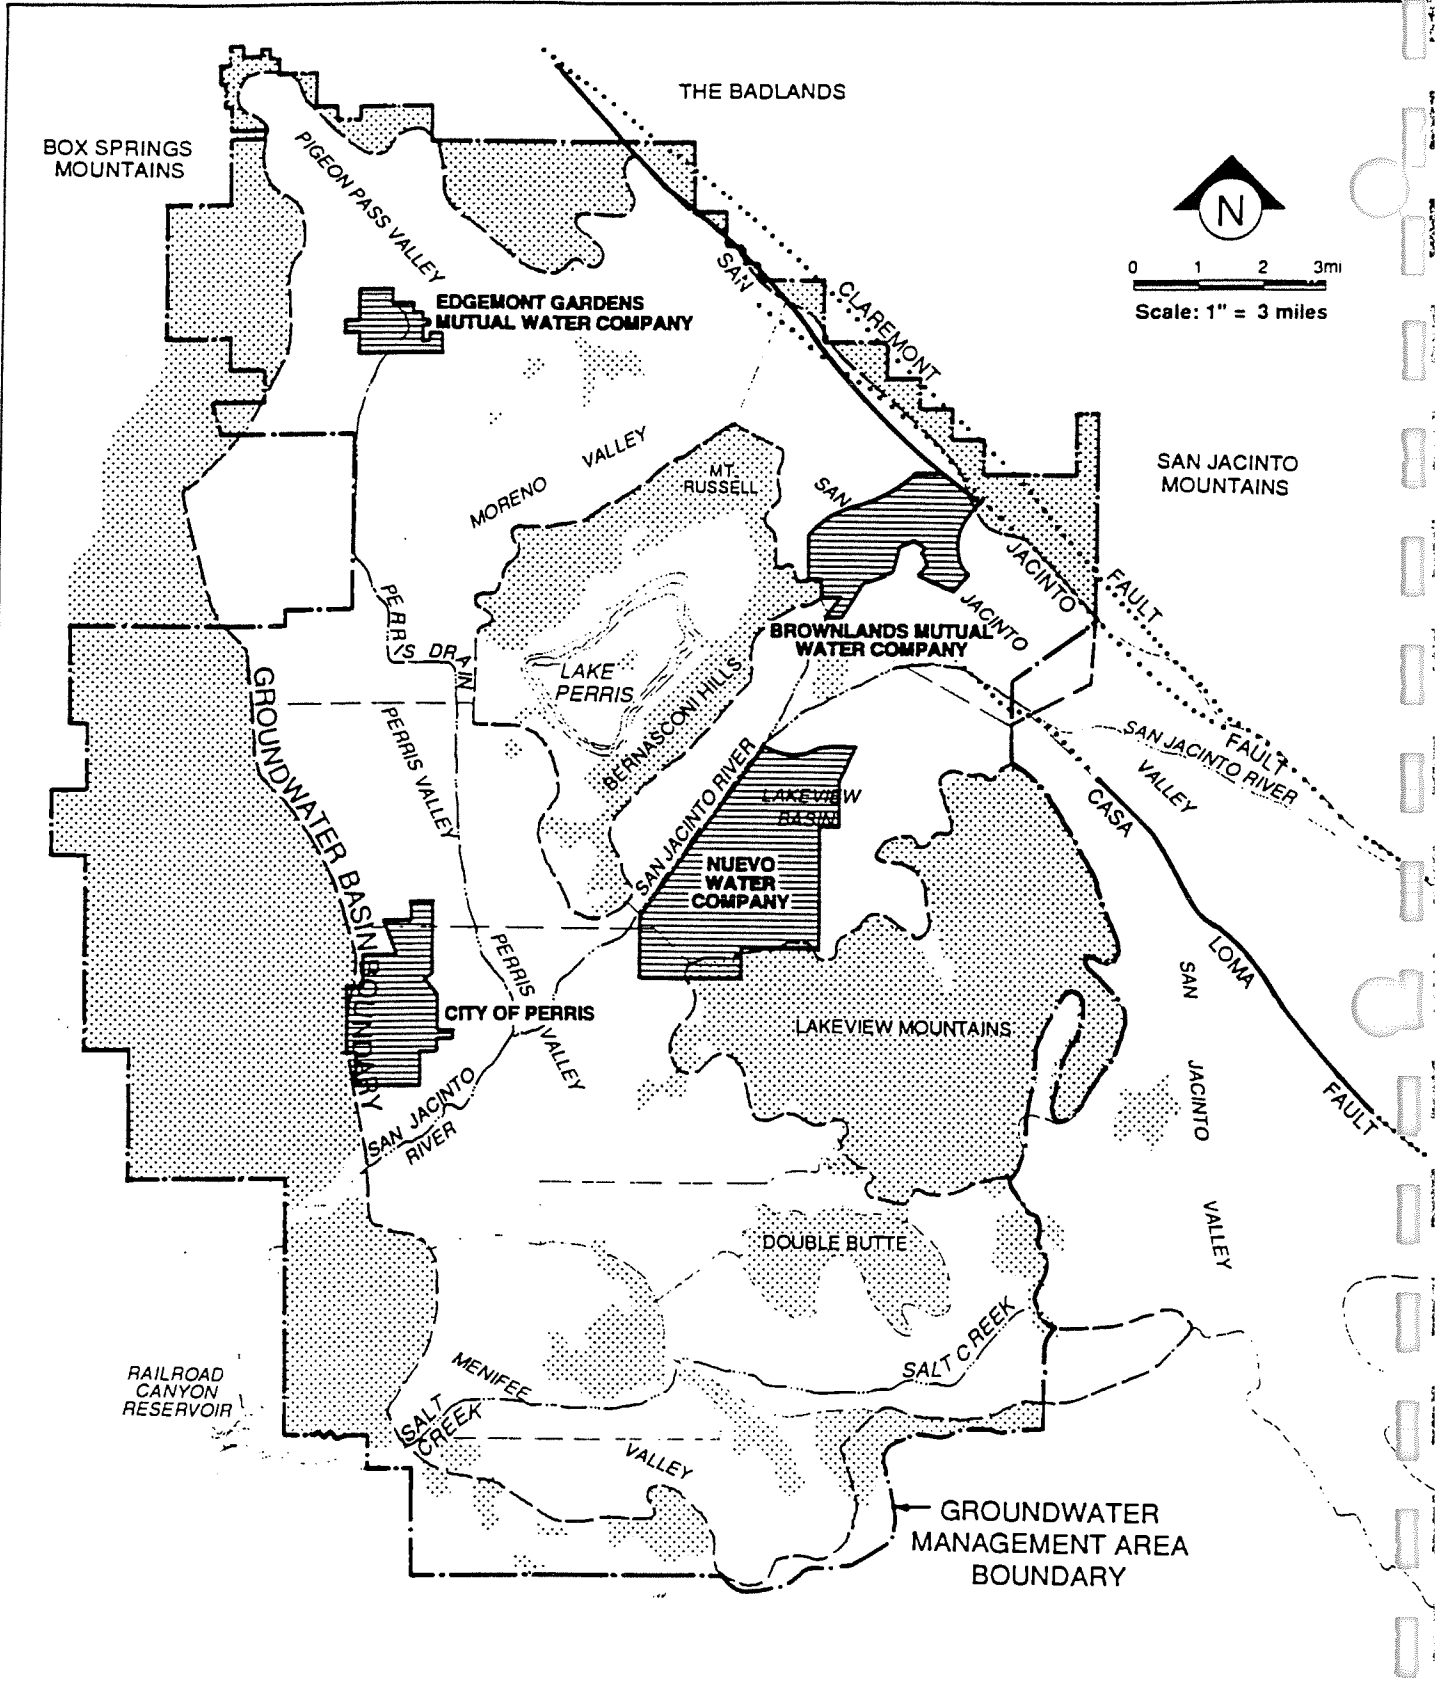 THE BADLANDS
BOX SPRINGS
MOUNTAINS
PIGEON PASS VALLEY
N
0 1 2 3mi
Scale: 1" = 3 miles
EDGEMONT GARDENS
MUTUAL WATER COMPANY
SAN
CLAREMONT
MORENO VALLEY
MT.
RUSSELL
SAN
SAN JACINTO
MOUNTAINS
JACINTO
FAULT
JACINTO
PERRIS DRAIN
BROWNLANDS MUTUAL
WATER COMPANY
LAKE
PERRIS
BERNASCONI HILLS
GROUNDWATER BASIN BOUNDARY
PERRIS VALLEY
SAN JACINTO RIVER
FAULT
SAN JACINTO RIVER
VALLEY
LAKEVIEW
BASIN
CASA
NUEVO
WATER
COMPANY
LOMA
PERRIS
SAN
CITY OF PERRIS
LAKEVIEW MOUNTAINS
VALLEY
JACINTO
FAULT
SAN JACINTO
RIVER
VALLEY
DOUBLE BUTTE
SALT CREEK
MENIFEE
RAILROAD
CANYON
RESERVOIR
SALT
CREEK
VALLEY
GROUNDWATER
MANAGEMENT AREA
BOUNDARY